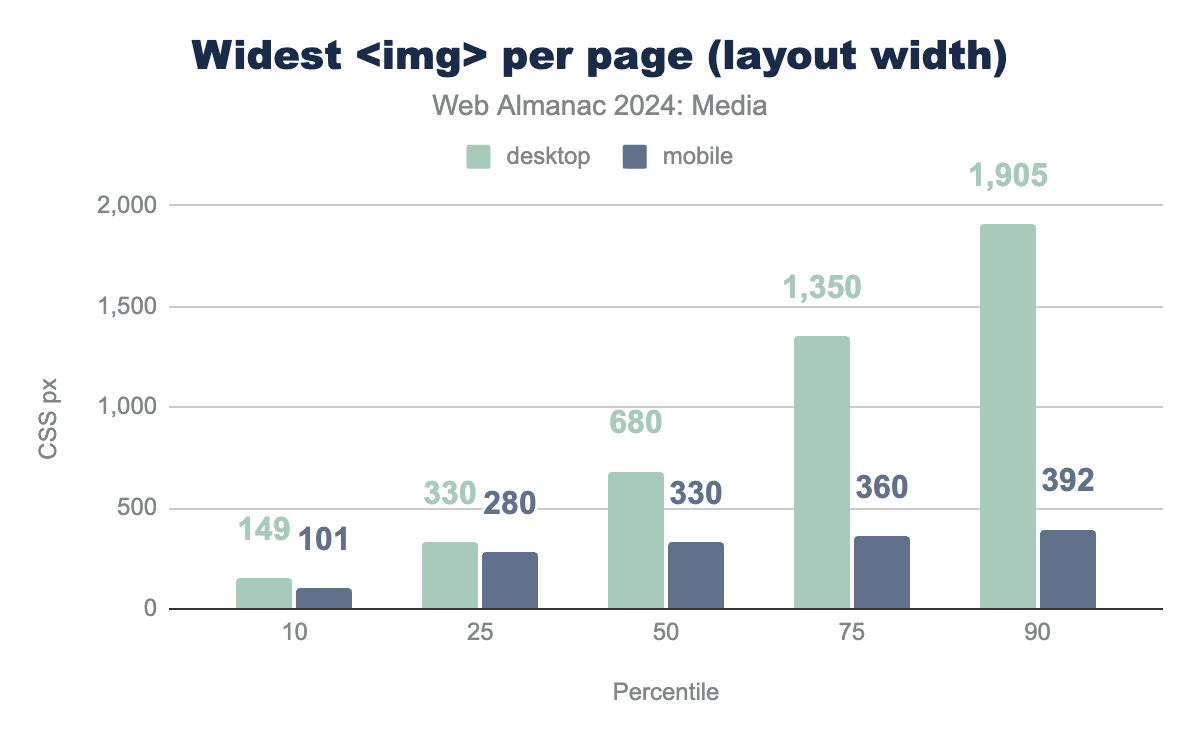 Widest <img> per page (layout width)
Web Almanac 2024: Media
desktop mobile
2,000
1,500
1,000
500
0
CSS px
149 101
330 280
680 330
1,350 360
1,905 392
10 25 50 75 90
Percentile